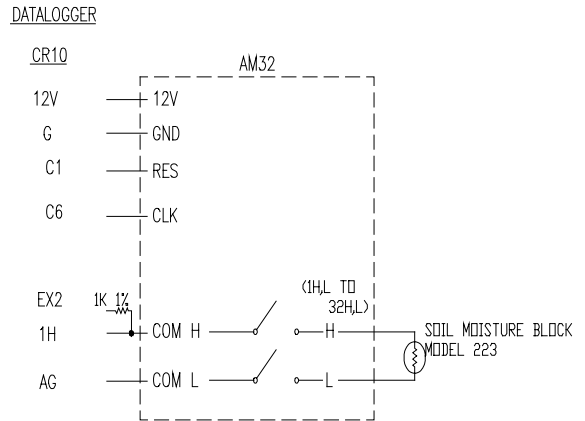 DATALOGGER
CR10
AM32
12V
12V
G
GND
C1
RES
C6
CLK
(1H,L TO
32H,L)
EX2
1K 1%
1H
COM H
H
SOIL MOISTURE BLOCK
MODEL 223
AG
COM L
L